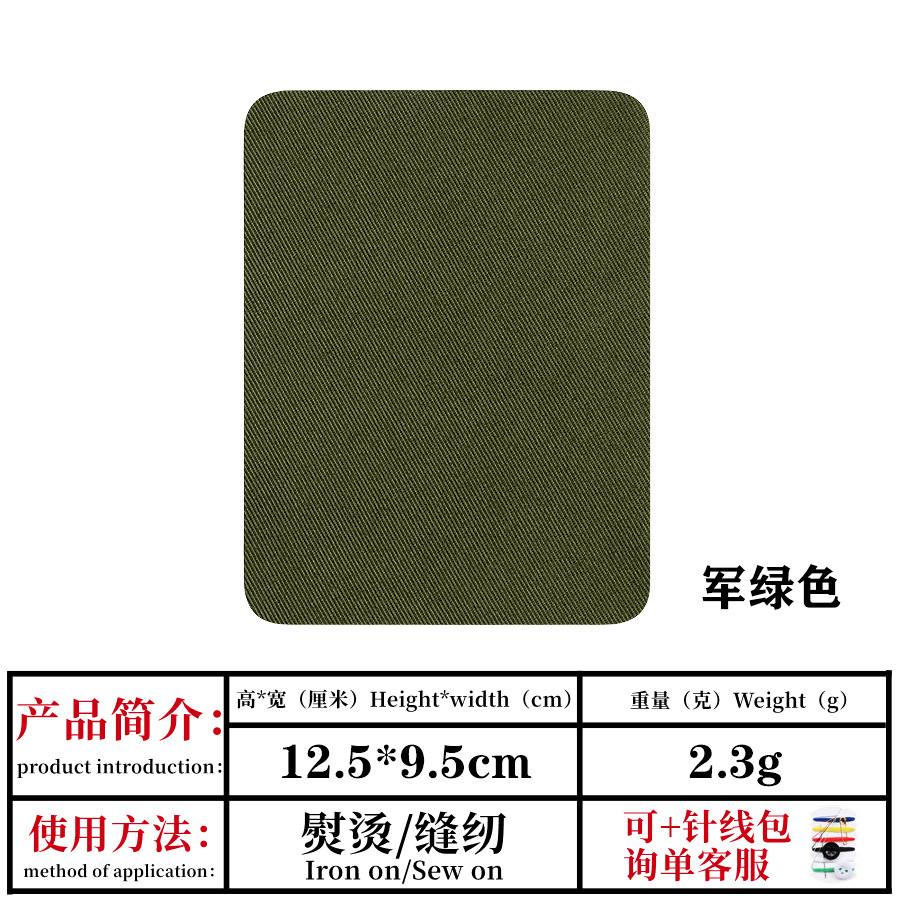 军绿色
产品简介：
product introduction：
高*宽（厘米）Height*width（cm）
重量（克）Weight（g）
12.5*9.5cm
2.3g
使用方法：
method of application：
熨烫/缝纫
Iron on/Sew on
可+针线包
询单客服